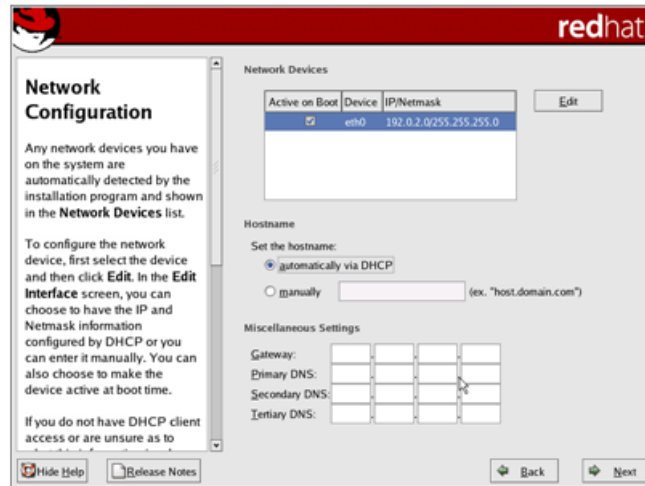 redhat
Network
Configuration
Any network devices you have
on the system are
automatically detected by the
installation program and shown
in the Network Devices list.
To configure the network
device, first select the device
and then click Edit. In the Edit
Interface screen, you can
choose to have the IP and
Netmask information
configured by DHCP or you
can enter it manually. You can
also choose to make the
device active at boot time.
If you do not have DHCP client
access or are unsure as to
Network Devices
Active on Boot Device IP/Netmask
eth0 192.0.2.0/255.255.255.0
Edit
Hostname
Set the hostname:
automatically via DHCP
manually (ex. "host.domain.com")
Miscellaneous Settings
Gateway:
Primary DNS:
Secondary DNS:
Tertiary DNS:
Hide Help
Release Notes
Back
Next